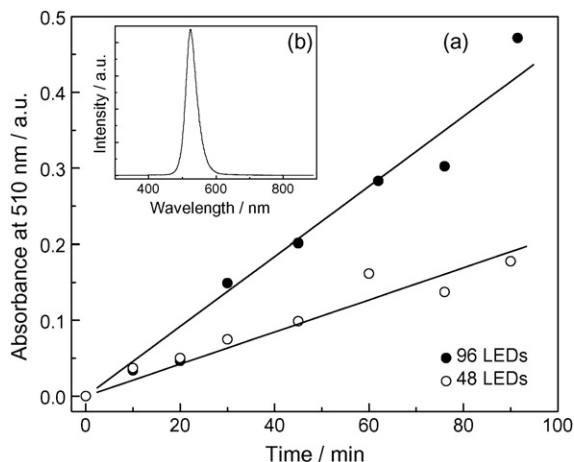 0.5
0.4
0.3
0.2
0.1
0.0
Absorbance at 510 nm / a.u.
(b)
(a)
Intensity / a.u.
400 600 800
Wavelength / nm
96 LEDs
48 LEDs
0 20 40 60 80 100
Time / min